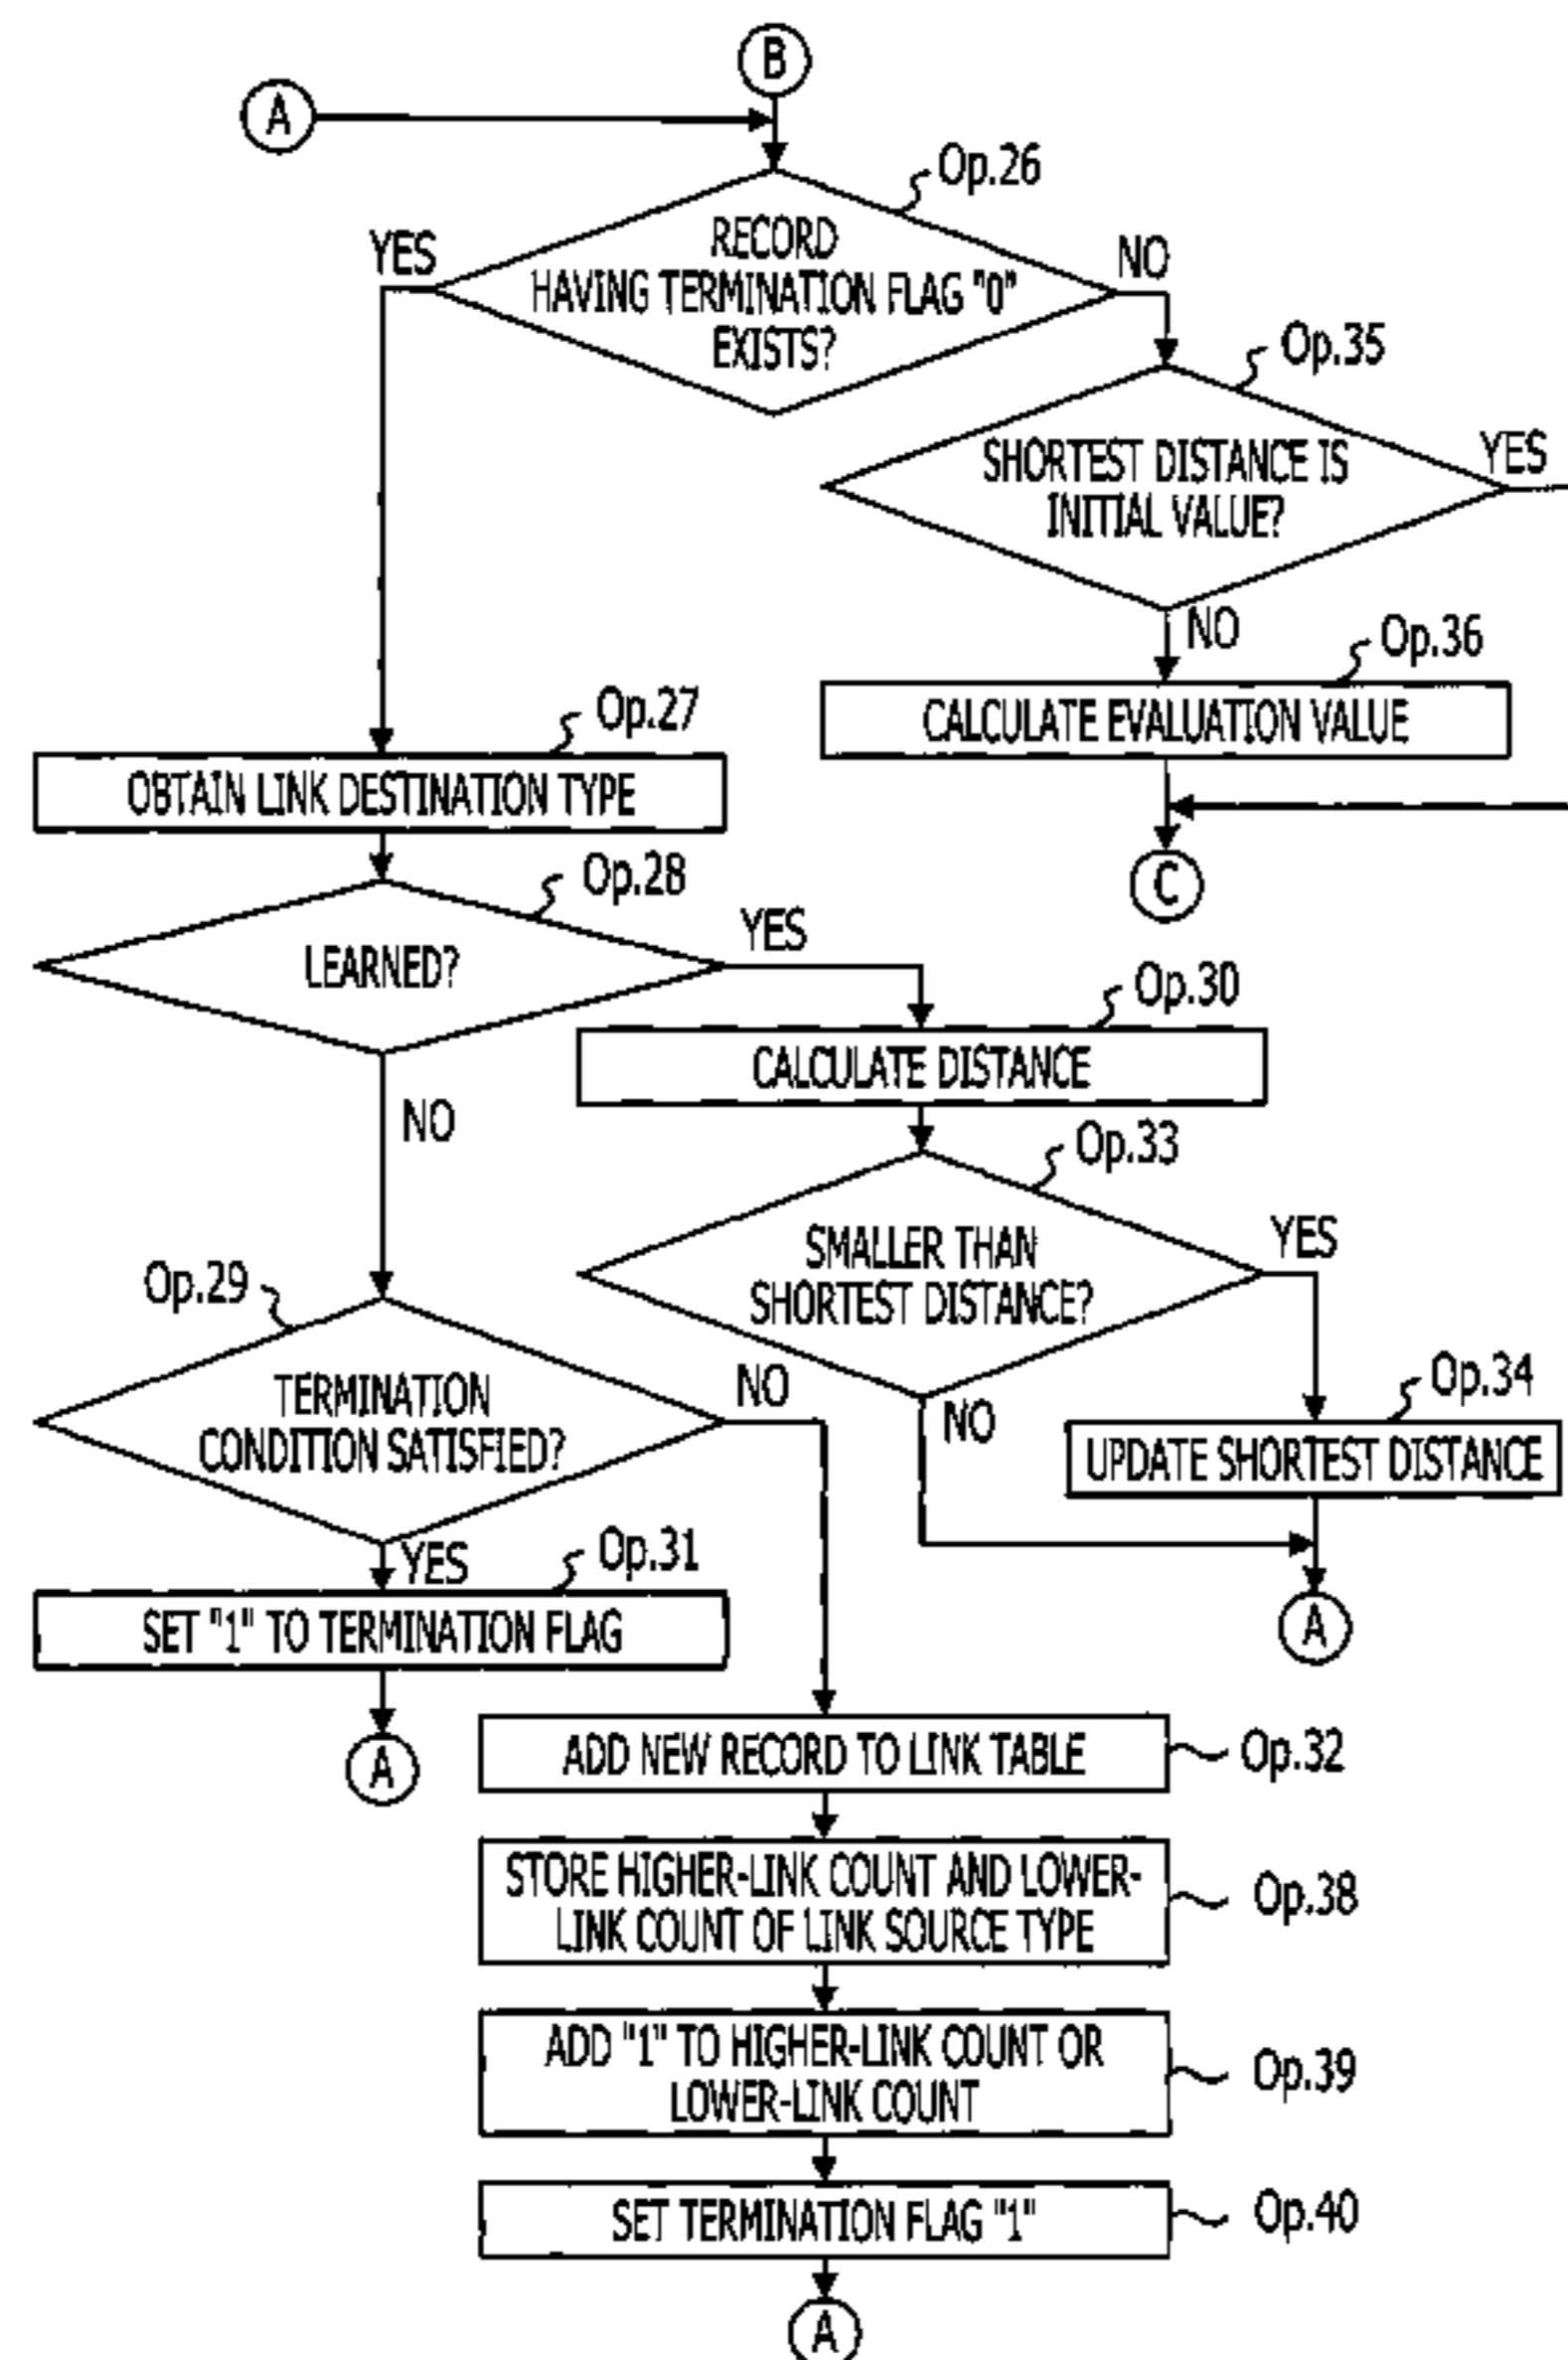 B
A
Op.26
YES
RECORD
HAVING TERMINATION FLAG "0"
EXISTS?
NO
Op.35
SHORTEST DISTANCE IS
INITIAL VALUE?
YES
NO
Op.36
CALCULATE EVALUATION VALUE
C
Op.27
OBTAIN LINK DESTINATION TYPE
Op.28
LEARNED?
YES
NO
Op.30
CALCULATE DISTANCE
Op.33
SMALLER THAN
SHORTEST DISTANCE?
YES
NO
Op.34
UPDATE SHORTEST DISTANCE
A
Op.29
TERMINATION
CONDITION SATISFIED?
NO
YES
Op.31
SET "1" TO TERMINATION FLAG
A
ADD NEW RECORD TO LINK TABLE
Op.32
STORE HIGHER-LINK COUNT AND LOWER-
LINK COUNT OF LINK SOURCE TYPE
Op.38
ADD "1" TO HIGHER-LINK COUNT OR
LOWER-LINK COUNT
Op.39
SET TERMINATION FLAG "1"
Op.40
A